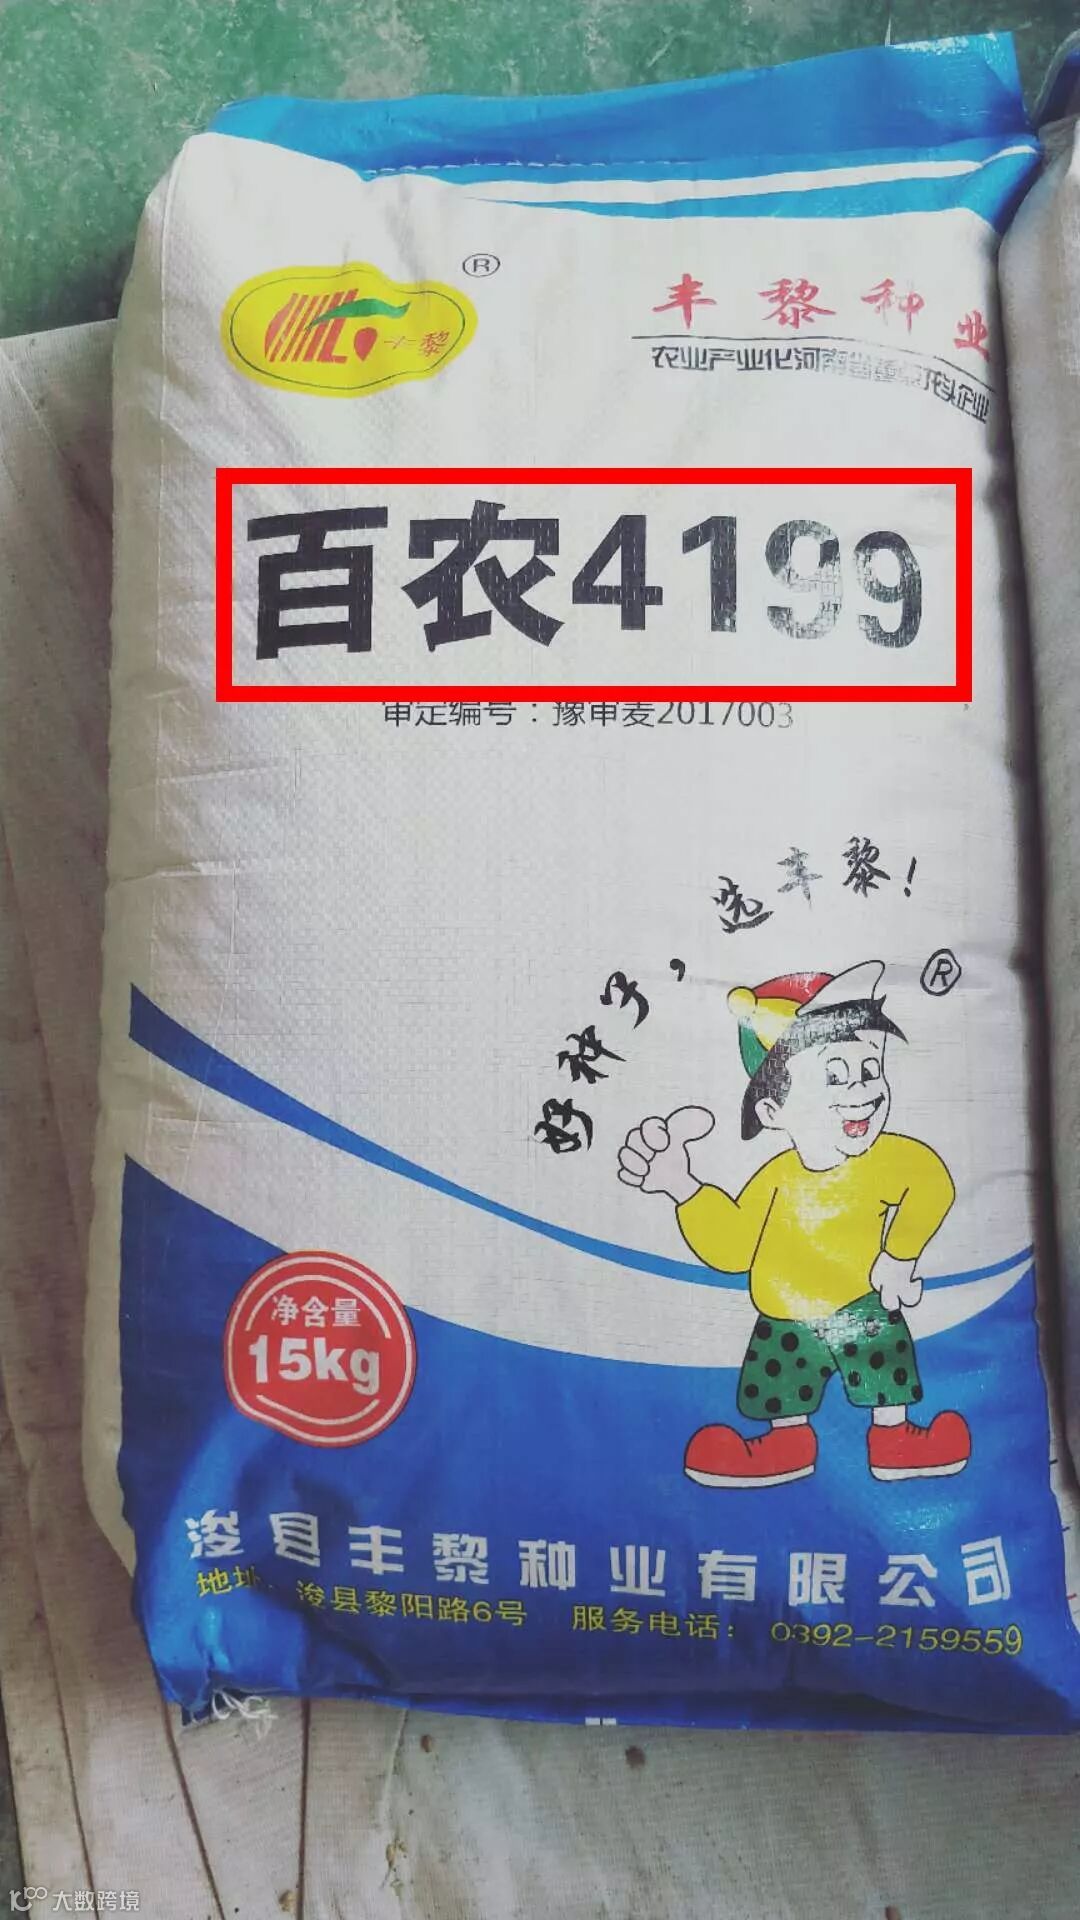 ®
丰黎
丰黎种业
农业产业化河南省重点龙头企业
百农4199
审定编号：豫审麦2017003
好种子，选丰黎！
®
净含量
15kg
浚县丰黎种业有限公司
地址：浚县黎阳路6号 服务电话：0392-2159559
大数跨境